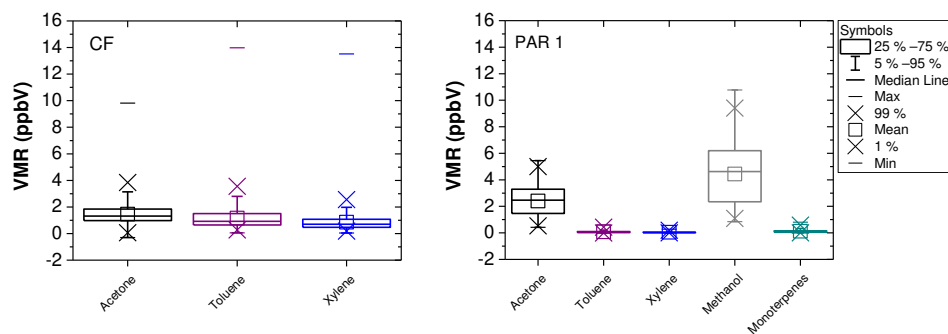 CF
VMR (ppbV)
16
14
12
10
8
6
4
2
0
-2
Acetone
Toluene
Xylene
PAR 1
VMR (ppbV)
16
14
12
10
8
6
4
2
0
-2
Acetone
Toluene
Xylene
Methanol
Monoterpenes
Symbols
25 % –75 %
5 % –95 %
Median Line
Max
99 %
Mean
1 %
Min